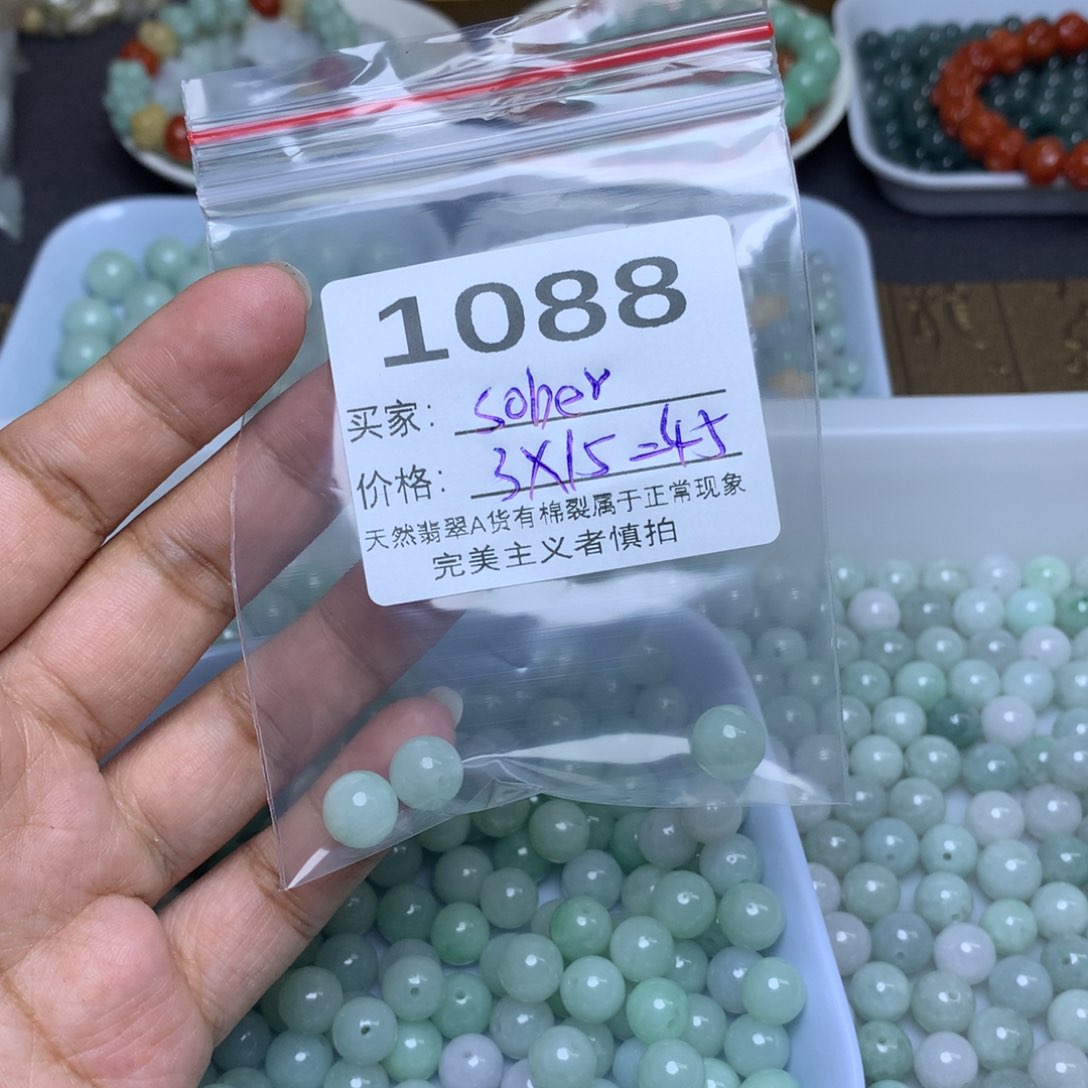 1088
买家: sober
价格: 3X15=45
天然翡翠A货有棉裂属于正常现象
完美主义者慎拍